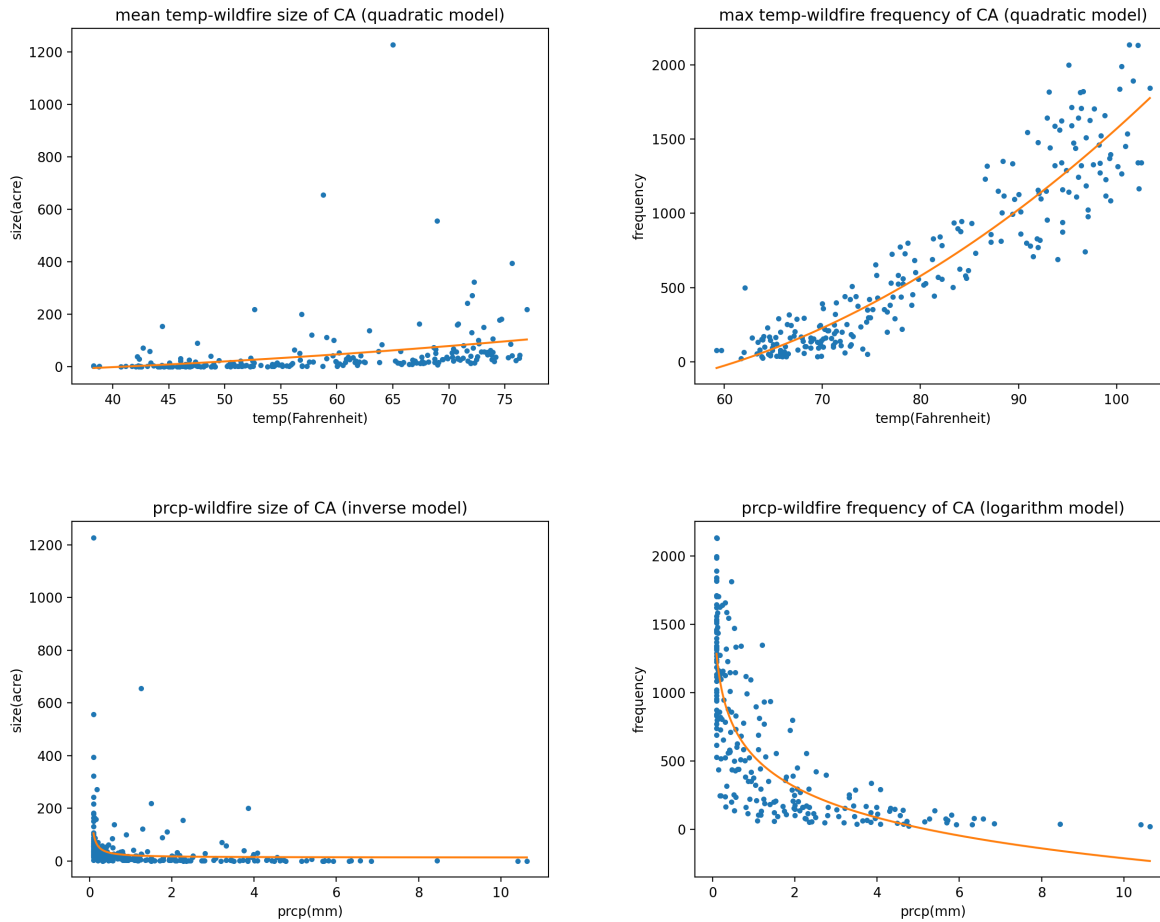 mean temp-wildfire size of CA (quadratic model)
1200
1000
800
600
400
200
0
size(acre)
40 45 50 55 60 65 70 75
temp(Fahrenheit)
max temp-wildfire frequency of CA (quadratic model)
2000
1500
1000
500
0
frequency
60 70 80 90 100
temp(Fahrenheit)
prcp-wildfire size of CA (inverse model)
1200
1000
800
600
400
200
0
size(acre)
0 2 4 6 8 10
prcp(mm)
prcp-wildfire frequency of CA (logarithm model)
2000
1500
1000
500
0
frequency
0 2 4 6 8 10
prcp(mm)